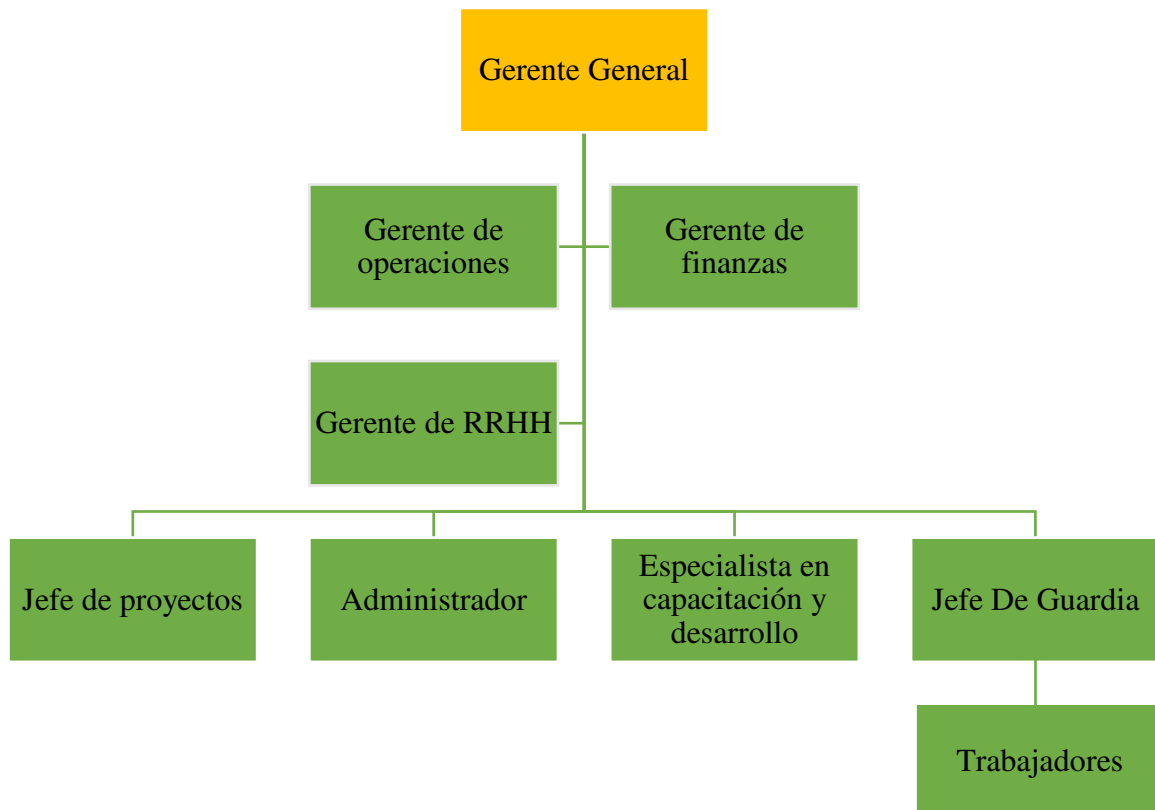 Gerente General
Gerente de
operaciones
Gerente de
finanzas
Gerente de RRHH
Jefe de proyectos
Administrador
Especialista en
capacitación y
desarrollo
Jefe De Guardia
Trabajadores